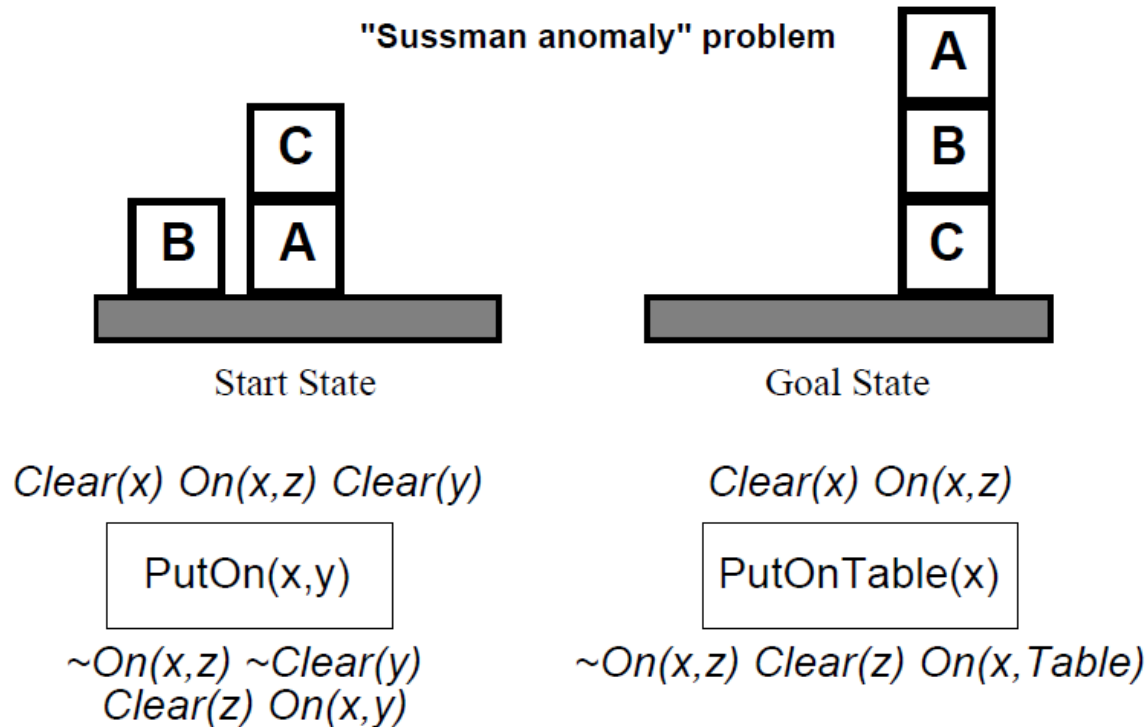 "Sussman anomaly" problem
A
C
B
B
A
C
Start State
Goal State
Clear(x) On(x,z) Clear(y)
Clear(x) On(x,z)
PutOn(x,y)
PutOnTable(x)
~On(x,z) ~Clear(y)
Clear(z) On(x,y)
~On(x,z) Clear(z) On(x,Table)